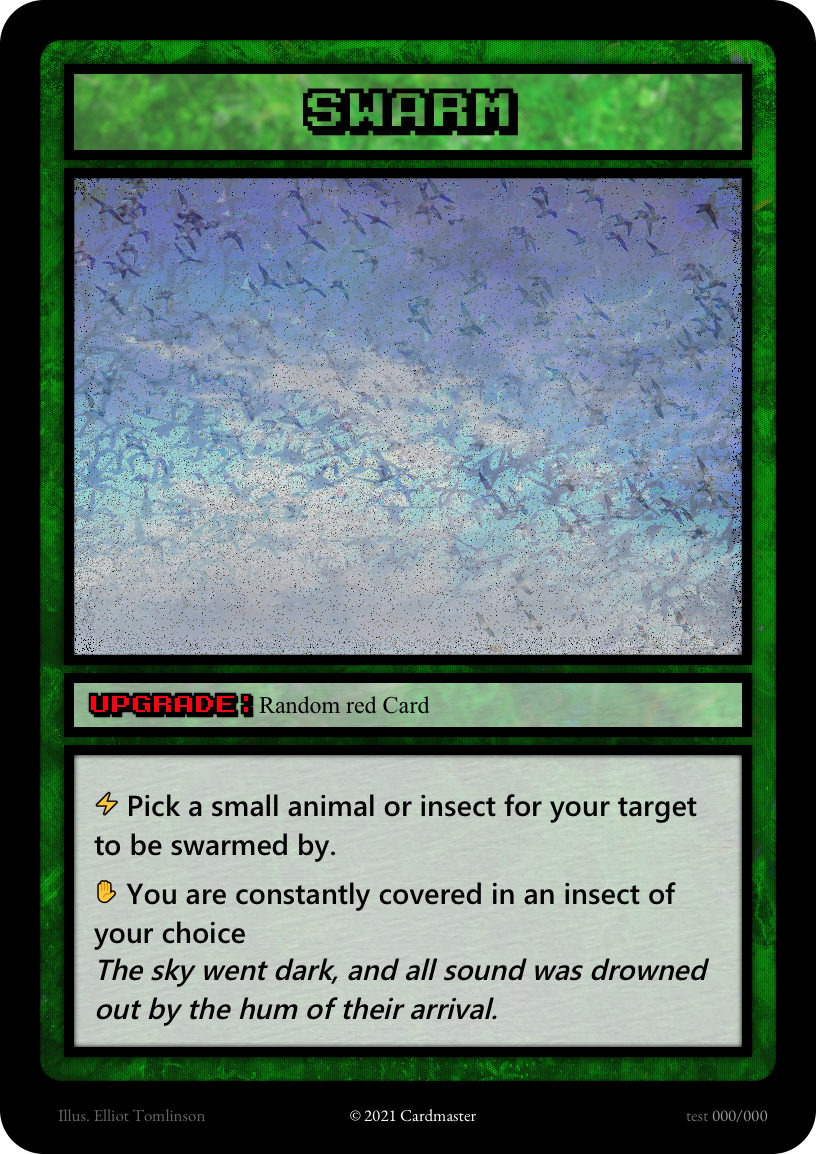 SWARM
UPGRADE: Random red Card
⚡ Pick a small animal or insect for your target
to be swarmed by.
✋ You are constantly covered in an insect of
your choice
The sky went dark, and all sound was drowned
out by the hum of their arrival.
Illus. Elliot Tomlinson © 2021 Cardmaster test 000/000